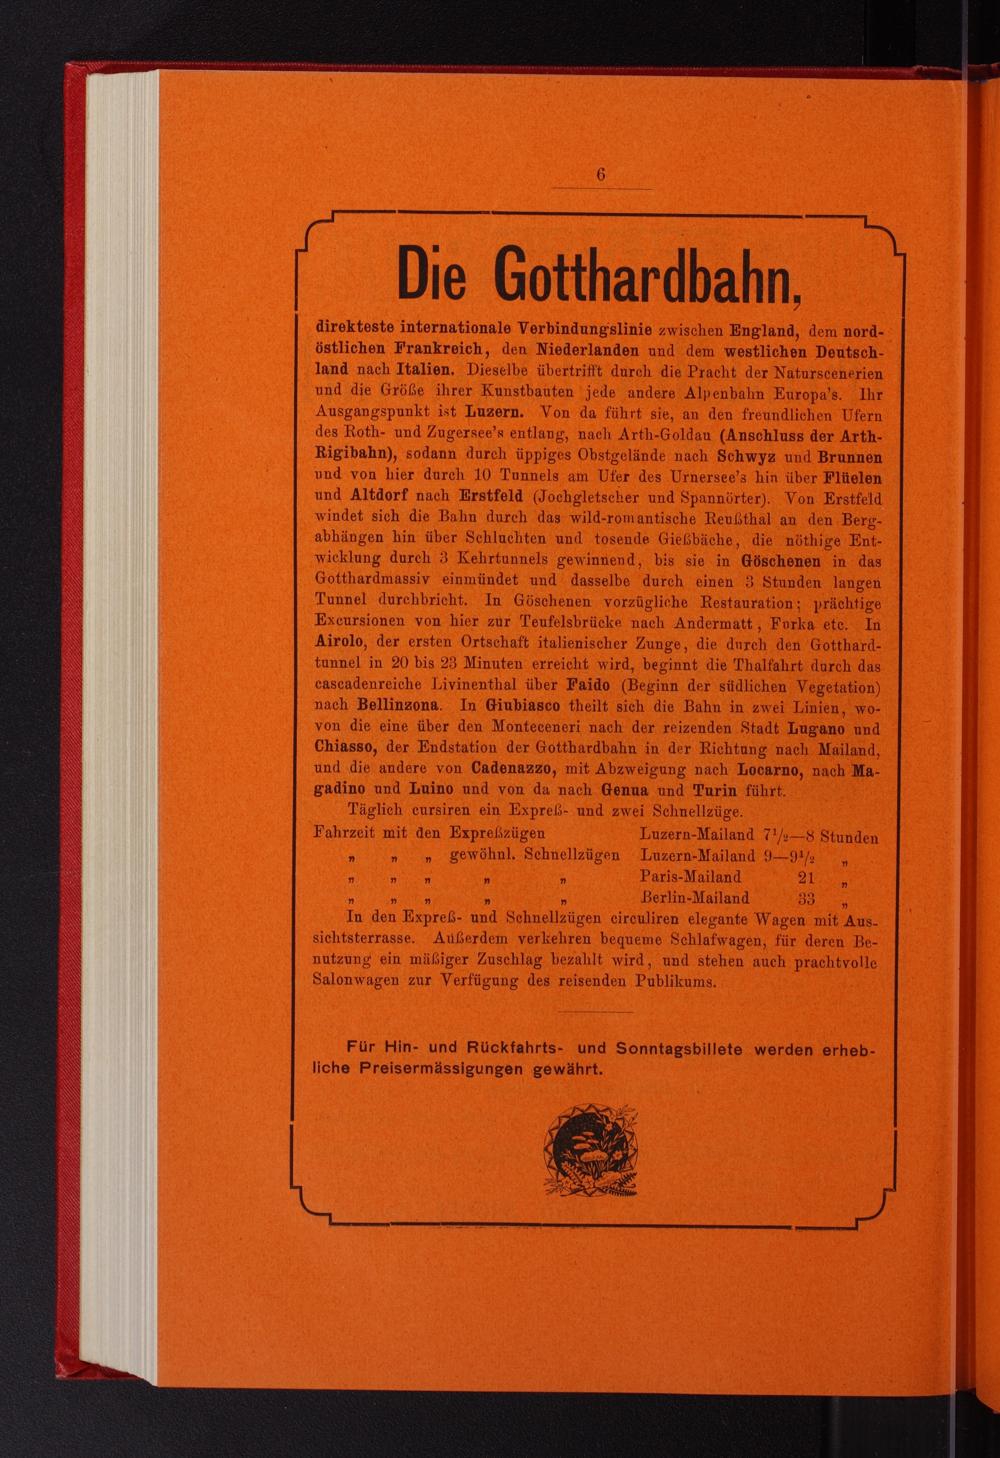 6
Die Gotthardbahn,
direkteste internationale Verbindungslinie zwischen England, dem nord-
östlichen Frankreich, den Niederlanden und dem westlichen Deutsch-
land nach Italien. Dieselbe übertrifft durch die Pracht der Naturscenerien
und die Größe ihrer Kunstbauten jede andere Alpenbahn Europa's. Ihr
Ausgangspunkt ist Luzern. Von da führt sie, an den freundlichen Ufern
des Roth- und Zugersee's entlang, nach Arth-Goldau (Anschluss der Arth-
Rigibahn), sodann durch üppiges Obstgelände nach Schwyz und Brunnen
und von hier durch 10 Tunnels am Ufer des Urnersee's hin über Flüelen
und Altdorf nach Erstfeld (Jochgletscher und Spannörter). Von Erstfeld
windet sich die Bahn durch das wild-romantische Reußthal an den Berg-
abhängen hin über Schluchten und tosende Gießbäche, die nöthige Ent-
wicklung durch 3 Kehrtunnels gewinnend, bis sie in Göschenen in das
Gotthardmassiv einmündet und dasselbe durch einen 3 Stunden langen
Tunnel durchbricht. In Göschenen vorzügliche Restauration; prächtige
Excursionen von hier zur Teufelsbrücke nach Andermatt, Furka etc. In
Airolo, der ersten Ortschaft italienischer Zunge, die durch den Gotthard-
tunnel in 20 bis 23 Minuten erreicht wird, beginnt die Thalfahrt durch das
cascadenreiche Livinenthal über Faido (Beginn der südlichen Vegetation)
nach Bellinzona. In Giubiasco theilt sich die Bahn in zwei Linien, wo-
von die eine über den Monteceneri nach der reizenden Stadt Lugano und
Chiasso, der Endstation der Gotthardbahn in der Richtung nach Mailand,
und die andere von Cadenazzo, mit Abzweigung nach Locarno, nach Ma-
gadino und Luino und von da nach Genua und Turin führt.
Täglich cursiren ein Expreß- und zwei Schnellzüge.
Fahrzeit mit den Expreßzügen Luzern-Mailand 7½—8 Stunden
„ „ „ gewöhnl. Schnellzügen Luzern-Mailand 9—9½ „
„ „ „ „ „ Paris-Mailand 21 „
„ „ „ „ „ Berlin-Mailand 33 „
In den Expreß- und Schnellzügen circuliren elegante Wagen mit Aus-
sichtsterrasse. Außerdem verkehren bequeme Schlafwagen, für deren Be-
nutzung ein mäßiger Zuschlag bezahlt wird, und stehen auch prachtvolle
Salonwagen zur Verfügung des reisenden Publikums.
Für Hin- und Rückfahrts- und Sonntagsbillete werden erheb-
liche Preisermässigungen gewährt.